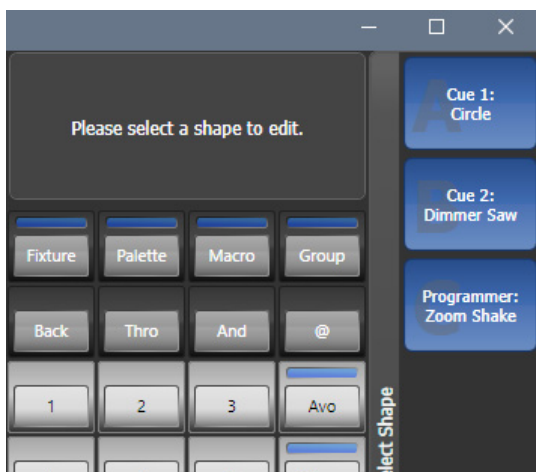 Please select a shape to edit.
A
Cue 1:
Circle
B
Cue 2:
Dimmer Saw
C
Programmer:
Zoom Shake
Fixture
Palette
Macro
Group
Back
Thro
And
@
1
2
3
Avo